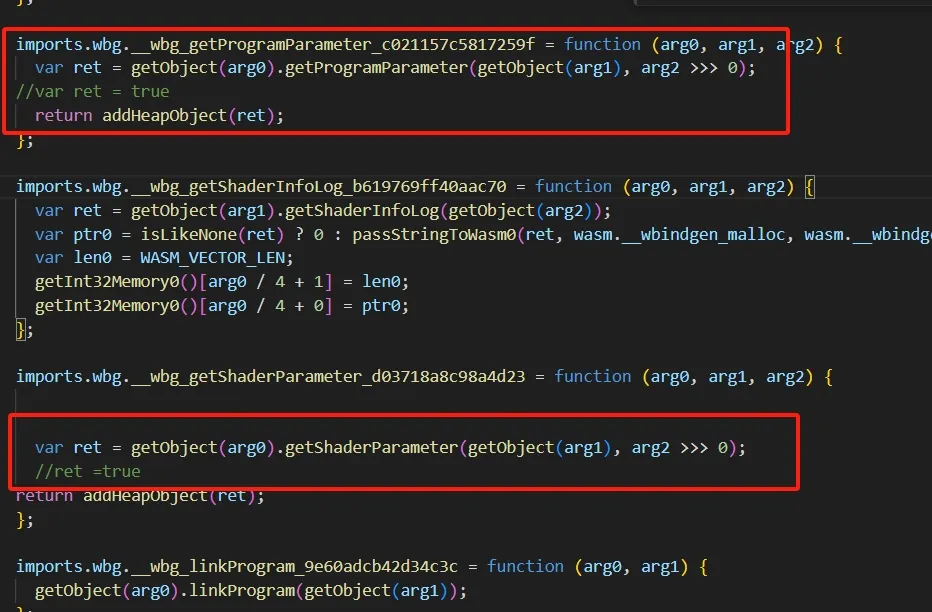 };
imports.wbg.__wbg_getProgramParameter_c021157c5817259f = function (arg0, arg1, arg2) {
var ret = getObject(arg0).getProgramParameter(getObject(arg1), arg2 >>> 0);
//var ret = true
return addHeapObject(ret);
};
imports.wbg.__wbg_getShaderInfoLog_b619769ff40aac70 = function (arg0, arg1, arg2) {
var ret = getObject(arg1).getShaderInfoLog(getObject(arg2));
var ptr0 = isLikeNone(ret) ? 0 : passStringToWasm0(ret, wasm.__wbindgen_malloc, wasm.__wbindge
var len0 = WASM_VECTOR_LEN;
getInt32Memory0()[arg0 / 4 + 1] = len0;
getInt32Memory0()[arg0 / 4 + 0] = ptr0;
};
imports.wbg.__wbg_getShaderParameter_d03718a8c98a4d23 = function (arg0, arg1, arg2) {
var ret = getObject(arg0).getShaderParameter(getObject(arg1), arg2 >>> 0);
//ret =true
return addHeapObject(ret);
};
imports.wbg.__wbg_linkProgram_9e60adcb42d34c3c = function (arg0, arg1) {
getObject(arg0).linkProgram(getObject(arg1));
};